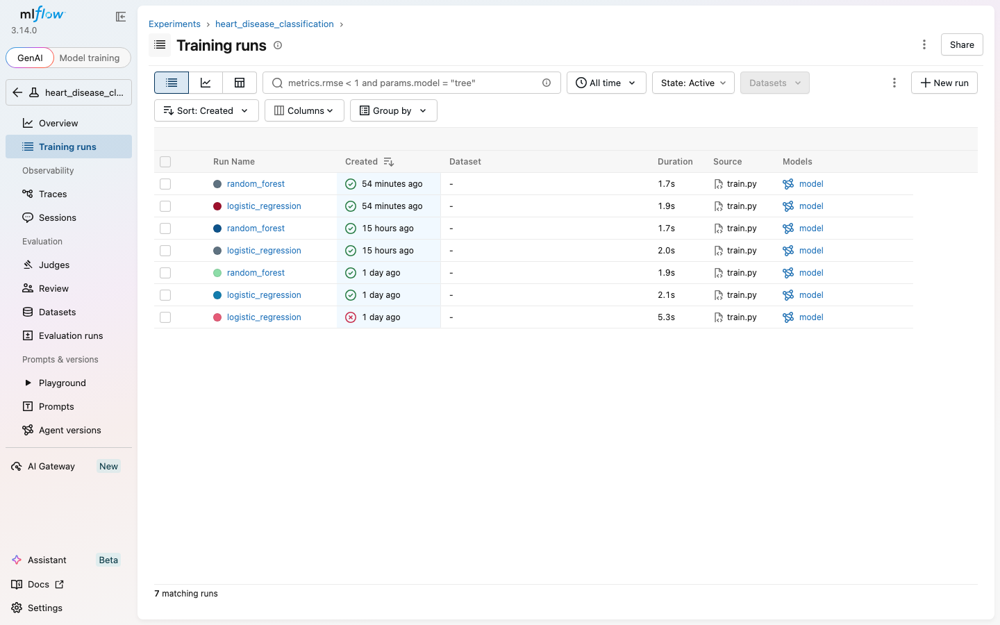 mlflow
3.14.0
GenAI Model training
heart_disease_cl...
Overview
Training runs
Observability
Traces
Sessions
Evaluation
Judges
Review
Datasets
Evaluation runs
Prompts & versions
Playground
Prompts
Agent versions
AI Gateway New
Assistant Beta
Docs
Settings
Experiments > heart_disease_classification >
Training runs
Share
metrics.rmse < 1 and params.model = "tree"
All time
State: Active
Datasets
New run
Sort: Created
Columns
Group by
Run Name Created Dataset Duration Source Models
random_forest 54 minutes ago - 1.7s train.py model
logistic_regression 54 minutes ago - 1.9s train.py model
random_forest 15 hours ago - 1.7s train.py model
logistic_regression 15 hours ago - 2.0s train.py model
random_forest 1 day ago - 1.9s train.py model
logistic_regression 1 day ago - 2.1s train.py model
logistic_regression 1 day ago - 5.3s train.py model
7 matching runs